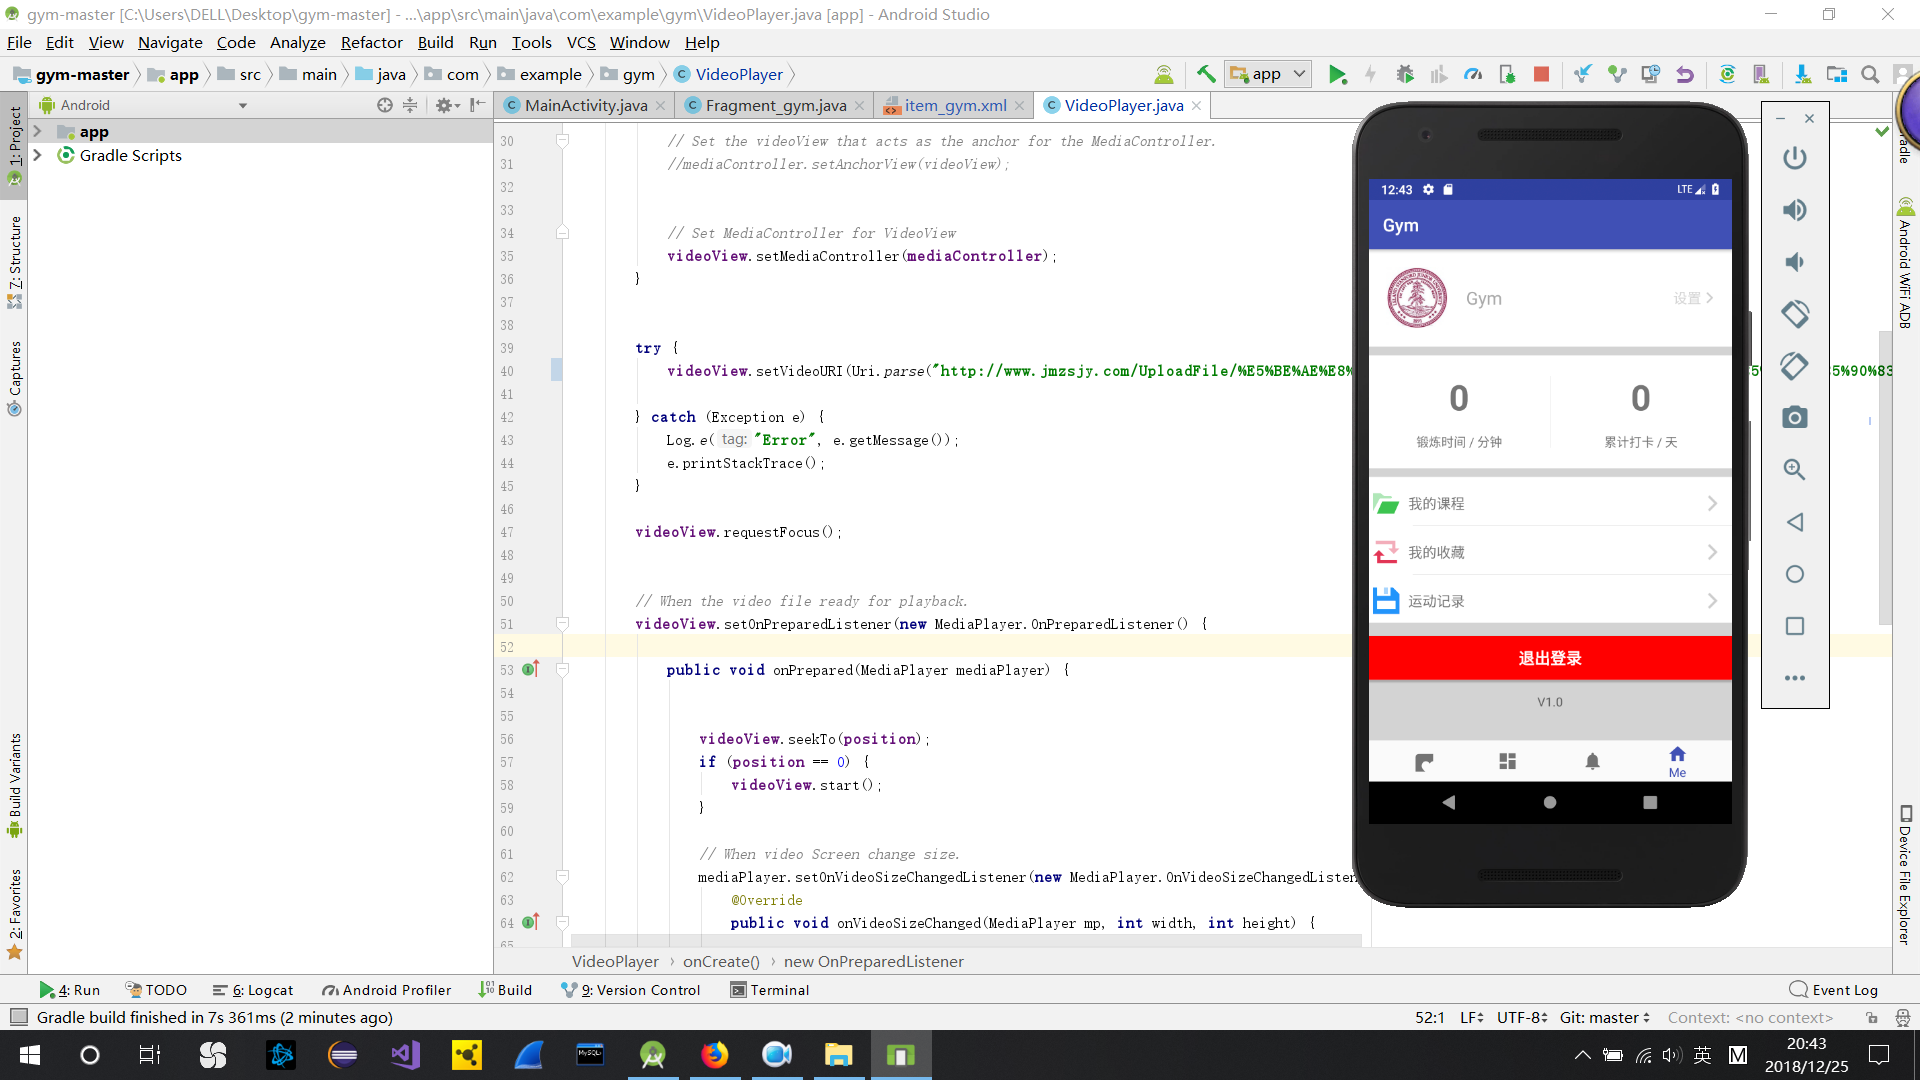 gym-master [C:\Users\DELL\Desktop\gym-master] - ...\app\src\main\java\com\example\gym\VideoPlayer.java [app] - Android Studio
File Edit View Navigate Code Analyze Refactor Build Run Tools VCS Window Help
gym-master app src main java com example gym VideoPlayer
app
Android
MainActivity.java Fragment_gym.java item_gym.xml VideoPlayer.java
app
Gradle Scripts
1: Project
7: Structure
Captures
Build Variants
2: Favorites
30 // Set the videoView that acts as the anchor for the MediaController.
31 //mediaController.setAnchorView(videoView);
32
33
34 // Set MediaController for VideoView
35 videoView.setMediaController(mediaController);
36 }
37
38
39 try {
40 videoView.setVideoURI(Uri.parse("http://www.jmzsjy.com/UploadFile/%E5%BE%AE%E8%
41
42 } catch (Exception e) {
43 Log.e( tag: "Error", e.getMessage());
44 e.printStackTrace();
45 }
46
47 videoView.requestFocus();
48
49
50 // When the video file ready for playback.
51 videoView.setOnPreparedListener(new MediaPlayer.OnPreparedListener() {
52
53 public void onPrepared(MediaPlayer mediaPlayer) {
54
55
56 videoView.seekTo(position);
57 if (position == 0) {
58 videoView.start();
59 }
60
61 // When video Screen change size.
62 mediaPlayer.setOnVideoSizeChangedListener(new MediaPlayer.OnVideoSizeChangedListen
63 @Override
64 public void onVideoSizeChanged(MediaPlayer mp, int width, int height) {
65
VideoPlayer › onCreate() › new OnPreparedListener
12:43 LTE
Gym
Gym 设置
0 0
锻炼时间 / 分钟 累计打卡 / 天
我的课程
我的收藏
运动记录
退出登录
V1.0
Me
5%90%83
Android WiFi ADB
Device File Explorer
4: Run TODO 6: Logcat Android Profiler Build 9: Version Control Terminal Event Log
Gradle build finished in 7s 361ms (2 minutes ago) 52:1 LF UTF-8 Git: master Context: <no context>
MySQL
英 M
20:43
2018/12/25